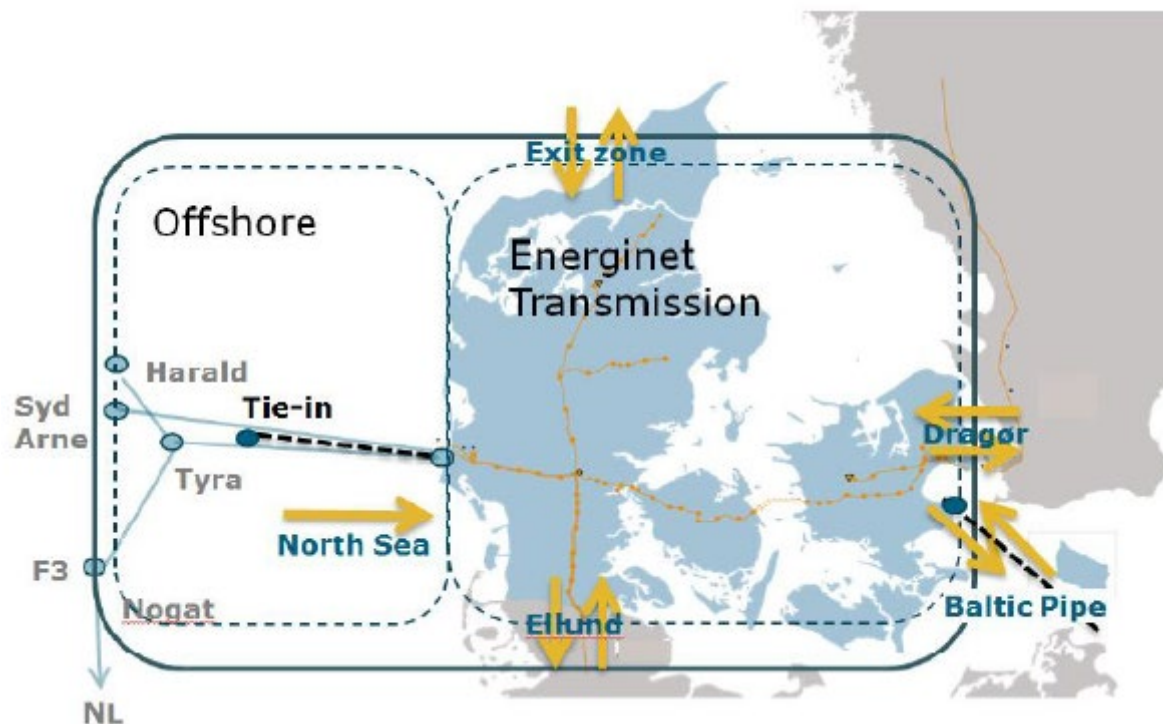 Exit zone
Offshore
Energinet
Transmission
Harald
Syd
Arne
Tie-in
Tyra
Dragør
North Sea
F3
Nogat
Ellund
Baltic Pipe
NL